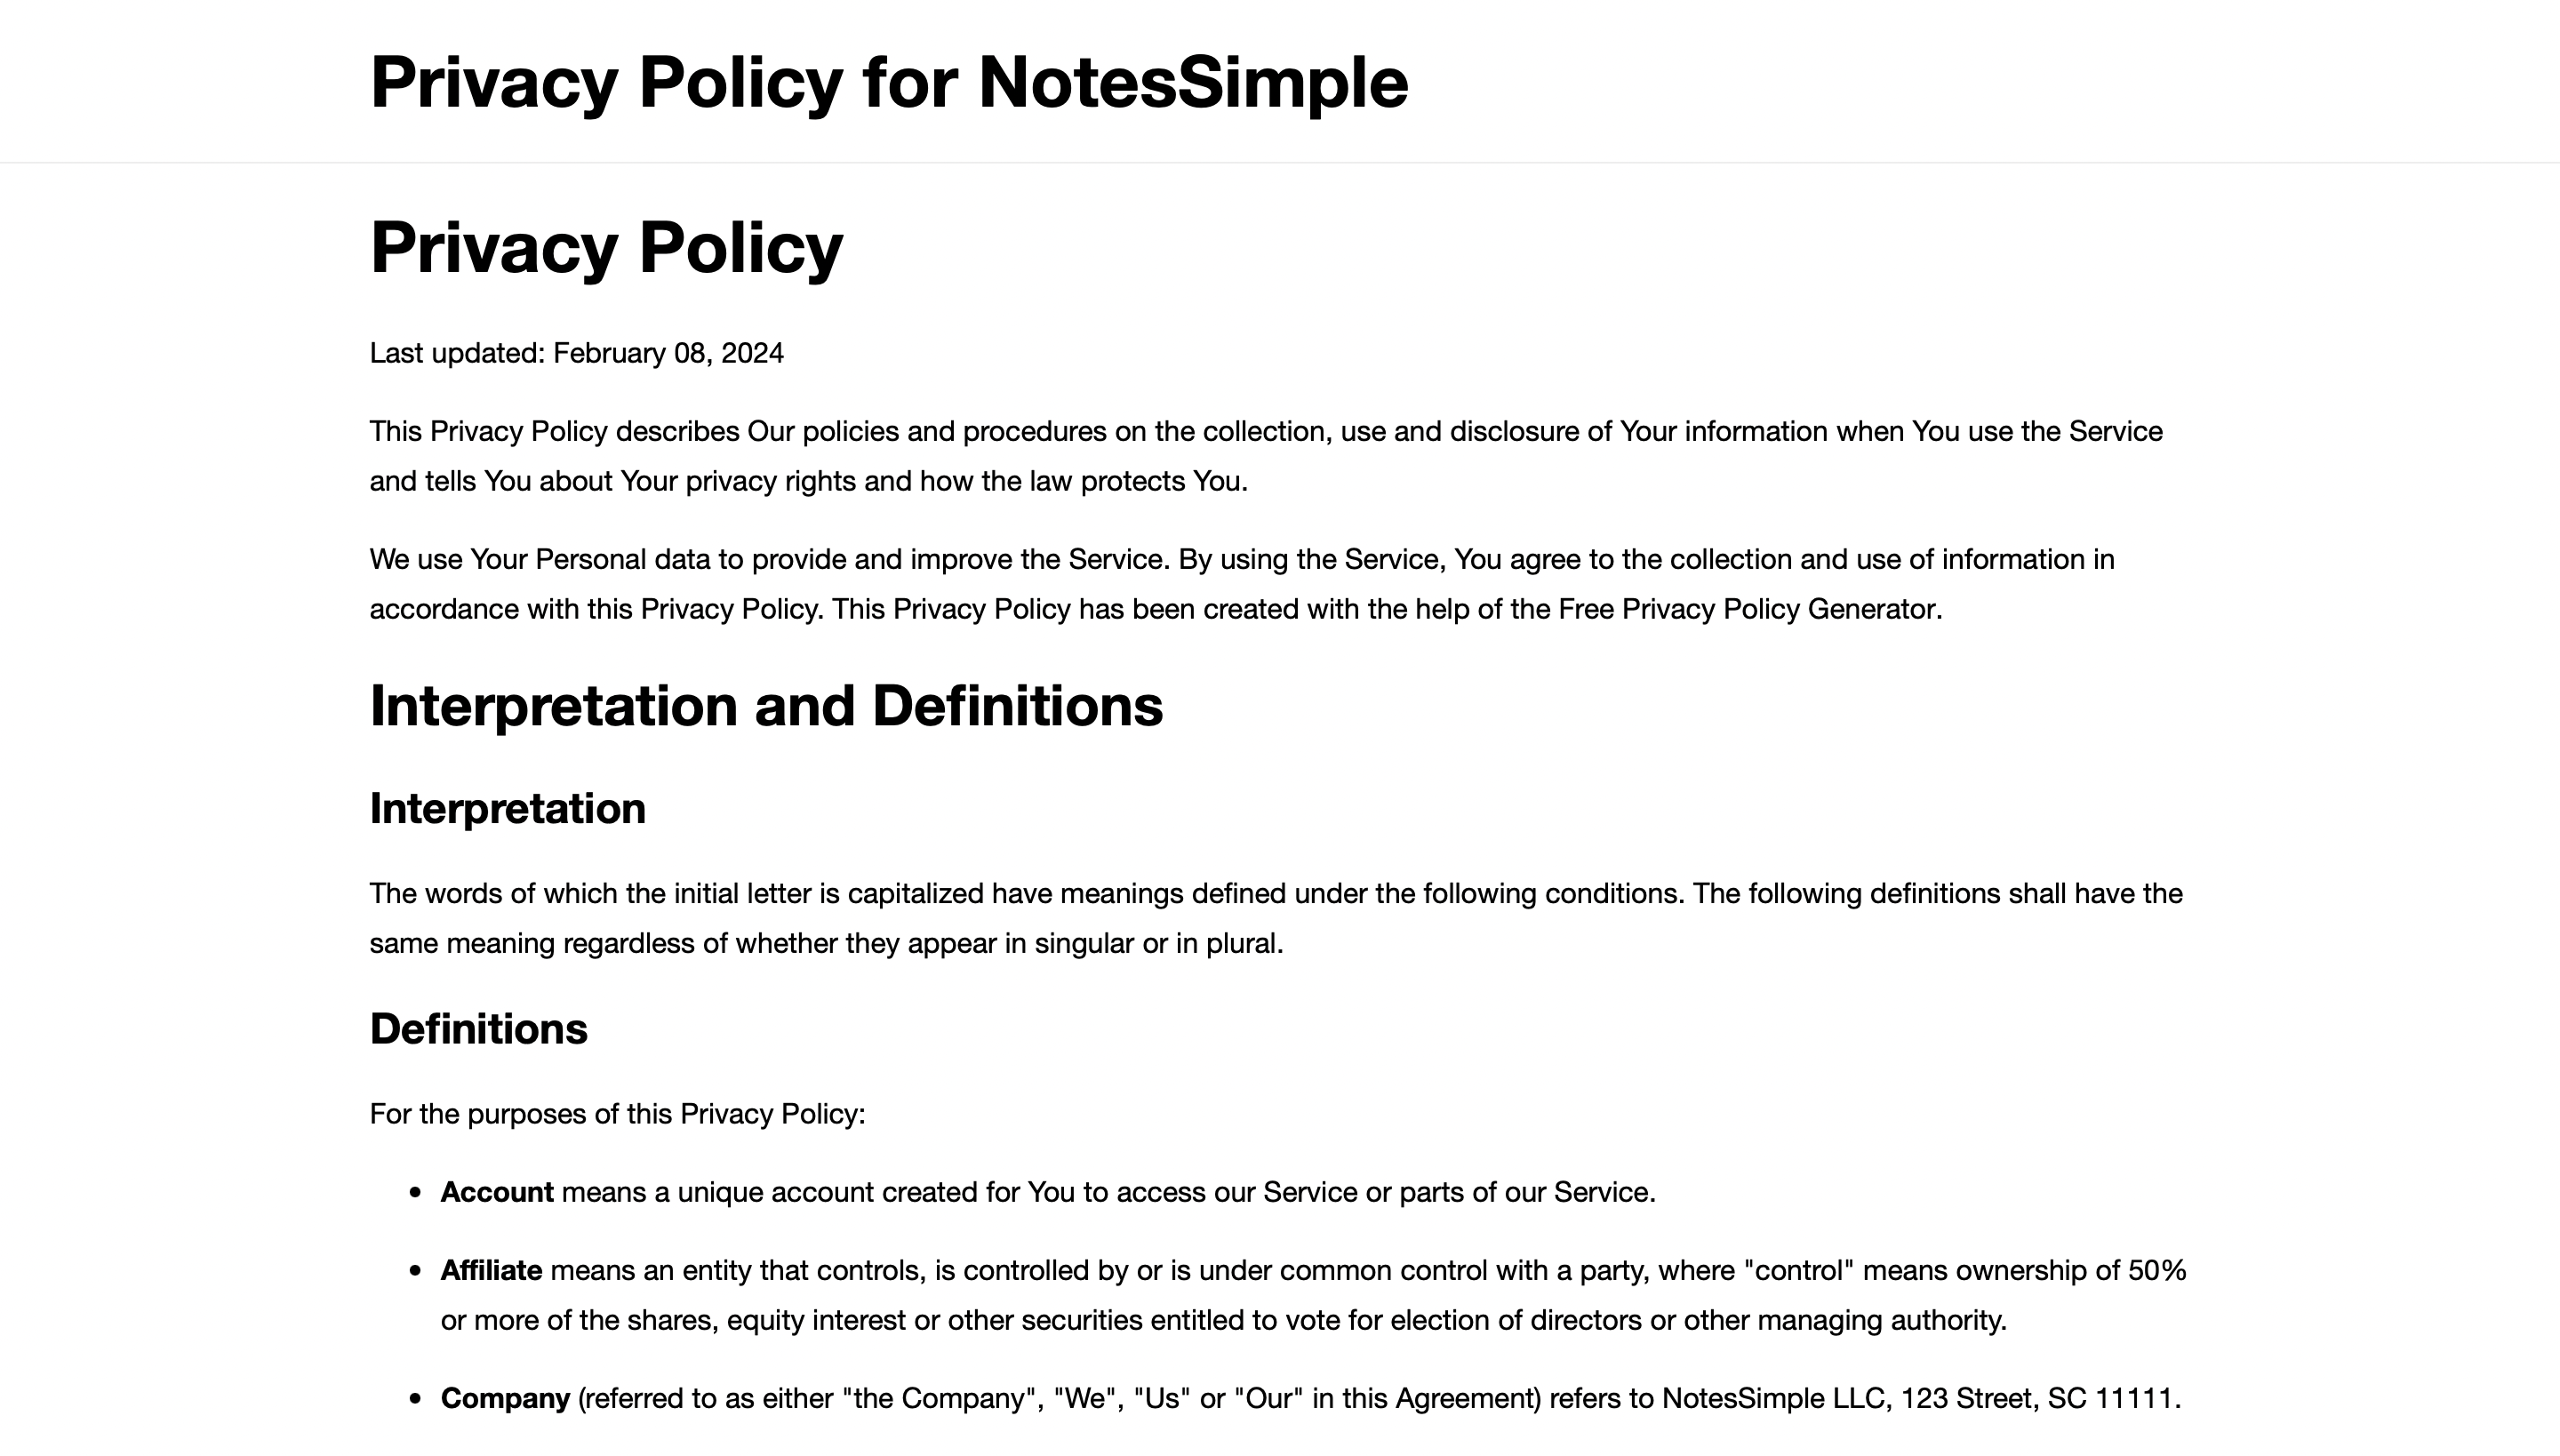 Privacy Policy for NotesSimple
Privacy Policy
Last updated: February 08, 2024
This Privacy Policy describes Our policies and procedures on the collection, use and disclosure of Your information when You use the Service
and tells You about Your privacy rights and how the law protects You.
We use Your Personal data to provide and improve the Service. By using the Service, You agree to the collection and use of information in
accordance with this Privacy Policy. This Privacy Policy has been created with the help of the Free Privacy Policy Generator.
Interpretation and Definitions
Interpretation
The words of which the initial letter is capitalized have meanings defined under the following conditions. The following definitions shall have the
same meaning regardless of whether they appear in singular or in plural.
Definitions
For the purposes of this Privacy Policy:
• Account means a unique account created for You to access our Service or parts of our Service.
• Affiliate means an entity that controls, is controlled by or is under common control with a party, where "control" means ownership of 50%
or more of the shares, equity interest or other securities entitled to vote for election of directors or other managing authority.
• Company (referred to as either "the Company", "We", "Us" or "Our" in this Agreement) refers to NotesSimple LLC, 123 Street, SC 11111.